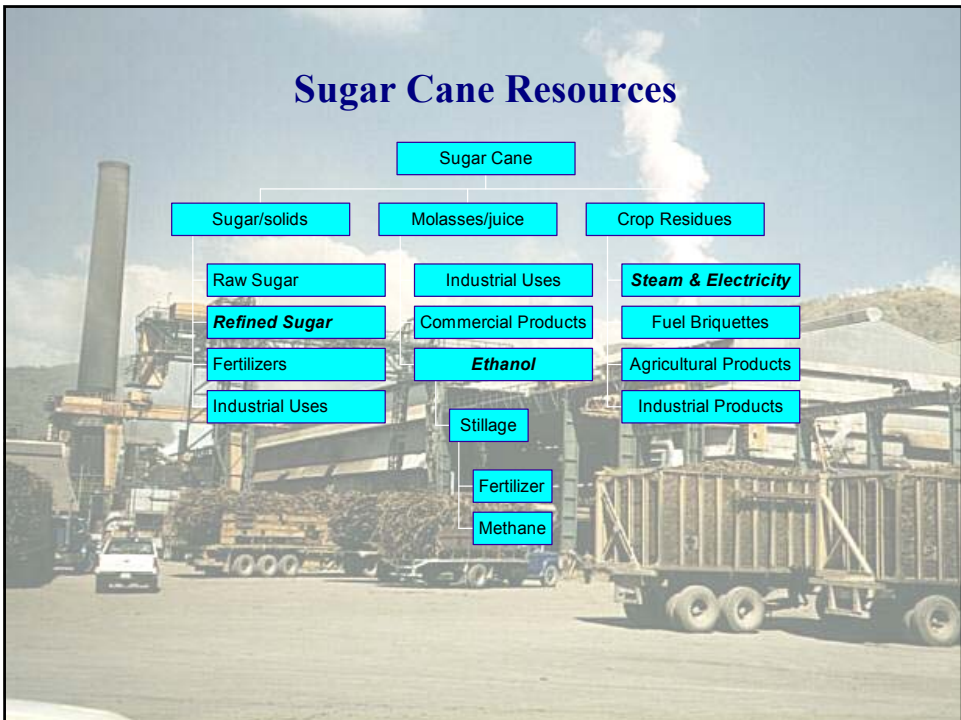 Sugar Cane Resources
Sugar Cane
Sugar/solids
Molasses/juice
Crop Residues
Raw Sugar
Refined Sugar
Fertilizers
Industrial Uses
Industrial Uses
Commercial Products
Ethanol
Stillage
Fertilizer
Methane
Steam & Electricity
Fuel Briquettes
Agricultural Products
Industrial Products